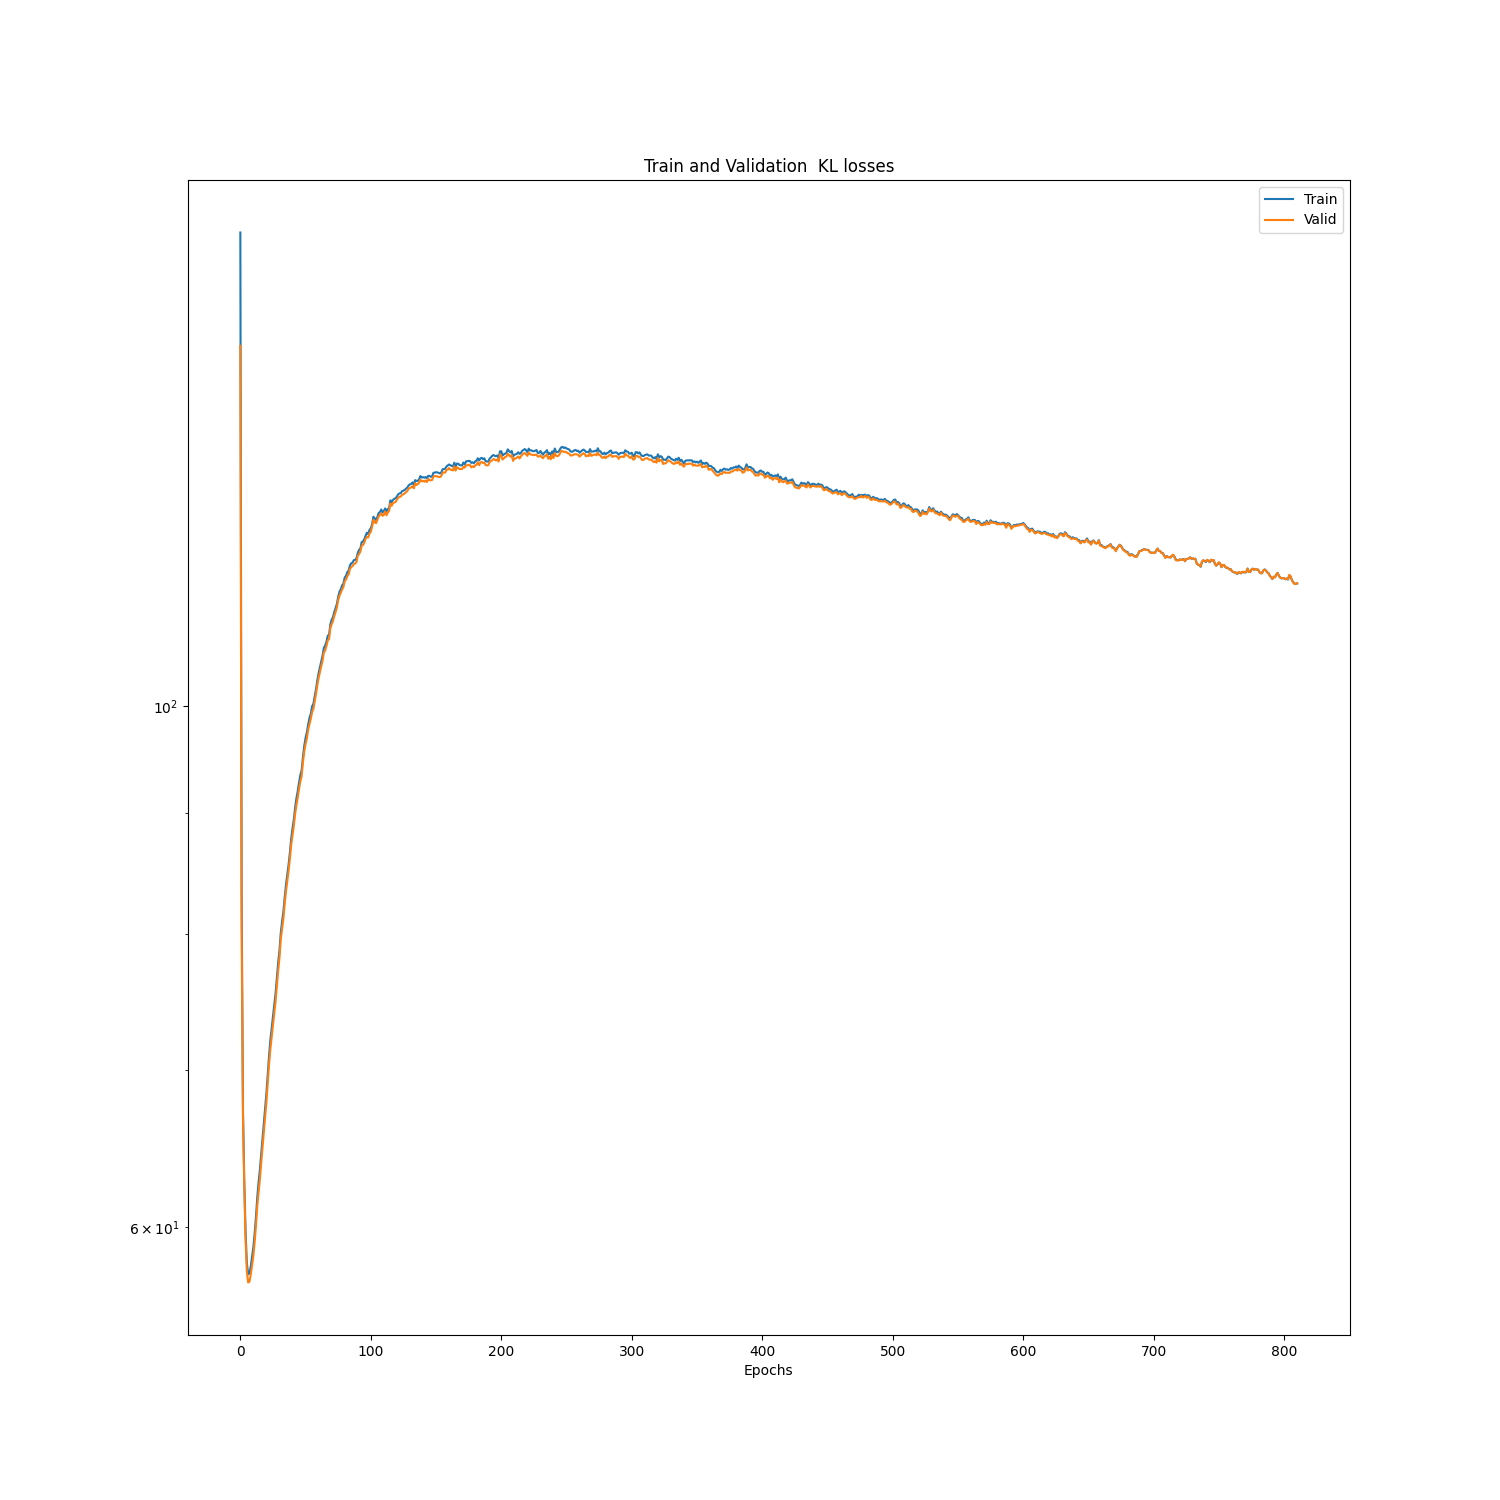 Train and Validation  KL losses
Train
Valid
10²
6 × 10¹
0 100 200 300 400 500 600 700 800
Epochs